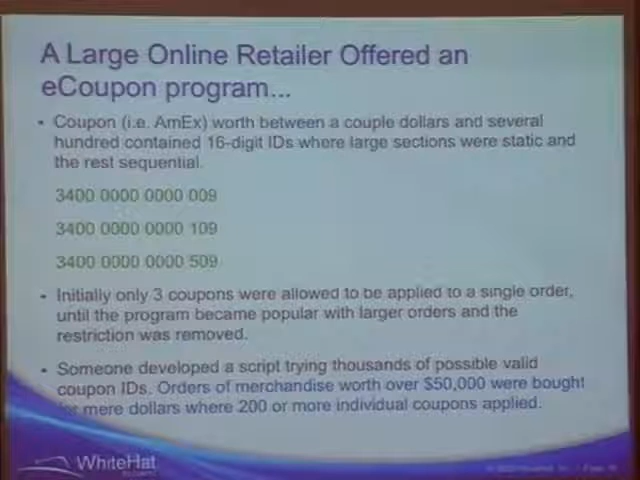 A Large Online Retailer Offered an
eCoupon program...
• Coupon (i.e. AmEx) worth between a couple dollars and several
hundred contained 16-digit IDs where large sections were static and
the rest sequential.
3400 0000 0000 009
3400 0000 0000 109
3400 0000 0000 509
• Initially only 3 coupons were allowed to be applied to a single order,
until the program became popular with larger orders and the
restriction was removed.
• Someone developed a script trying thousands of possible valid
coupon IDs. Orders of merchandise worth over $50,000 were bought
for mere dollars where 200 or more individual coupons applied.
WhiteHat